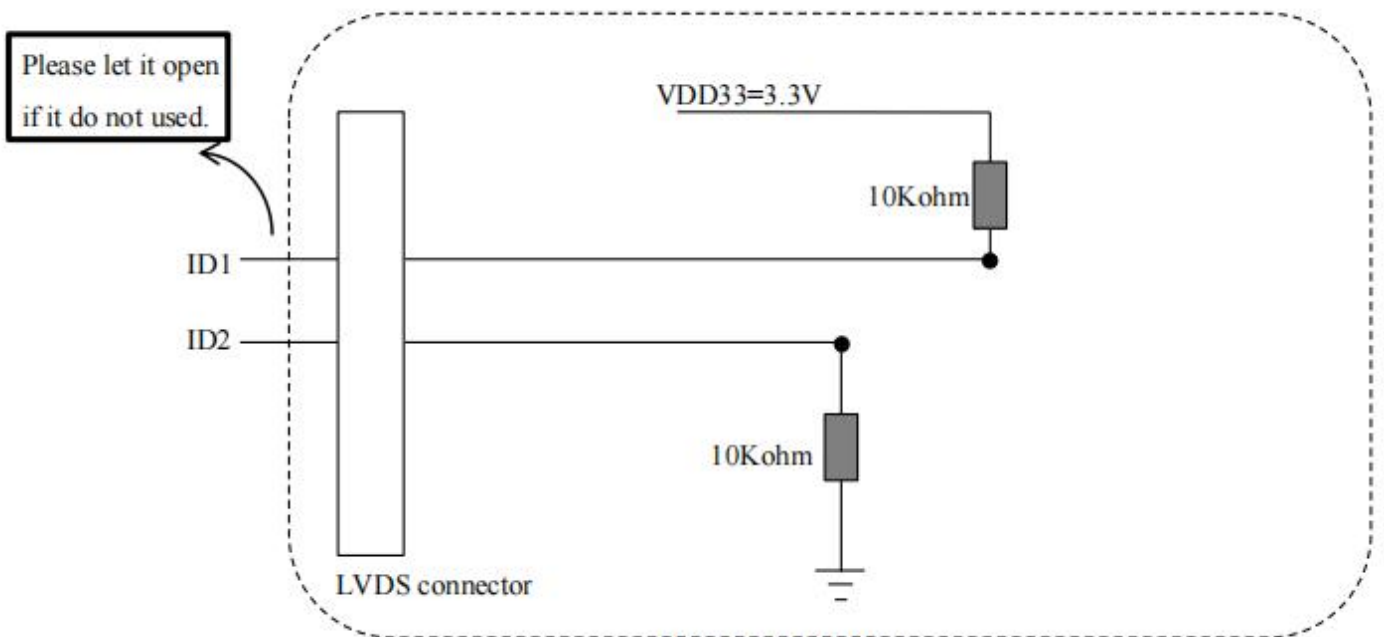 Please let it open
if it do not used.
VDD33=3.3V
10Kohm
ID1
ID2
10Kohm
LVDS connector